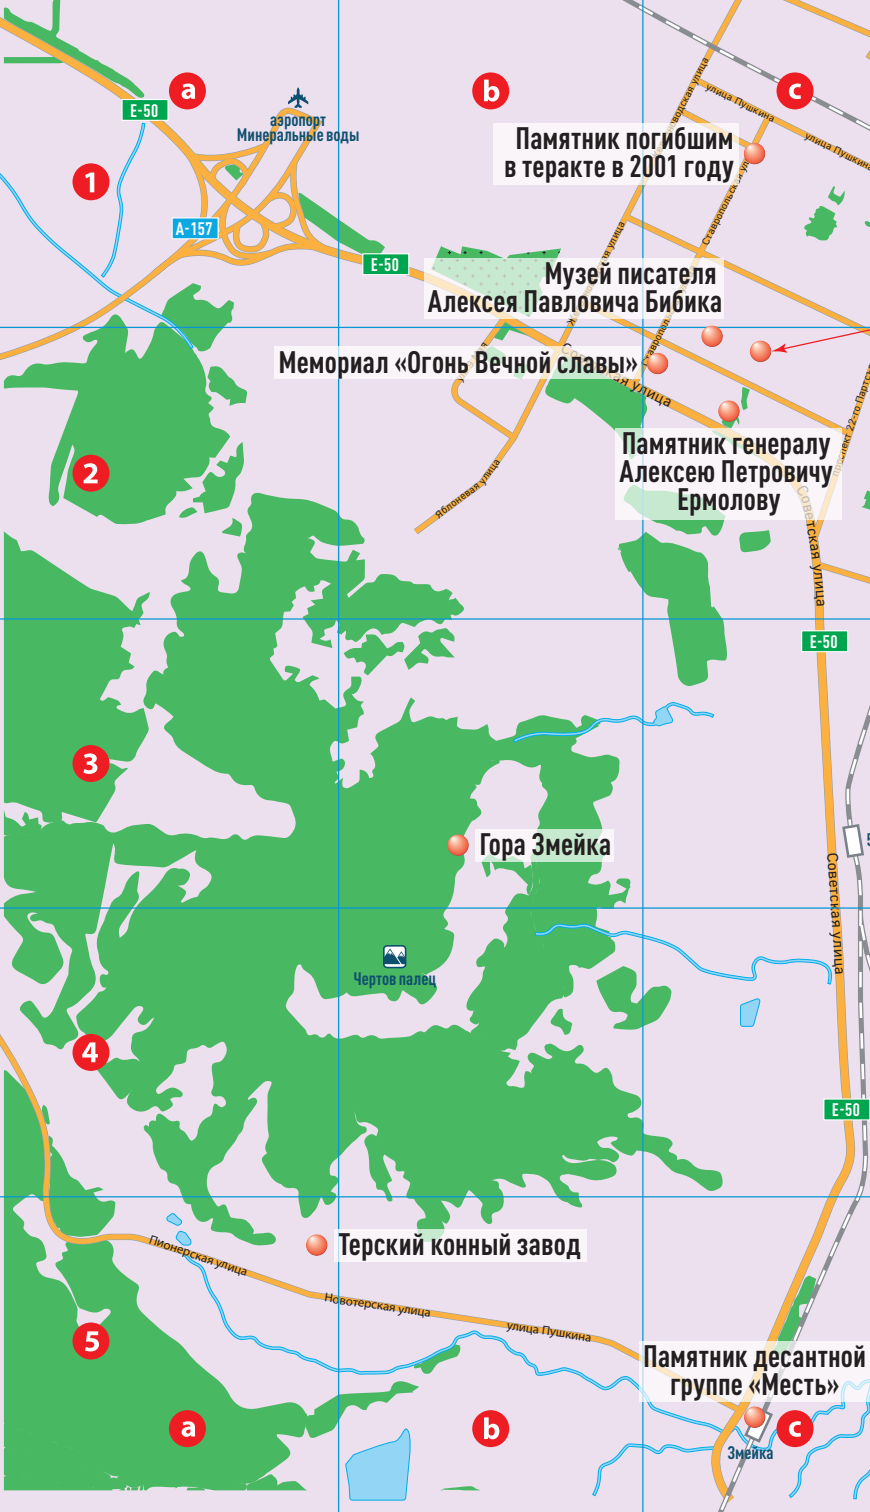 a
b
c
E-50
аэропорт
Минеральные воды
улица Пушкина
улица Пушкина
Памятник погибшим
в теракте в 2001 году
1
A-157
E-50
Музей писателя
Алексея Павловича Бибика
Мемориал «Огонь Вечной славы»
Советская улица
Памятник генералу
Алексею Петровичу
Ермолову
2
Яблоневая улица
Советская улица
E-50
3
Гора Змейка
Советская улица
Чертов палец
4
E-50
Терский конный завод
Пионерская улица
Новотерская улица
улица Пушкина
5
Памятник десантной
группе «Месть»
a
b
c
Змейка